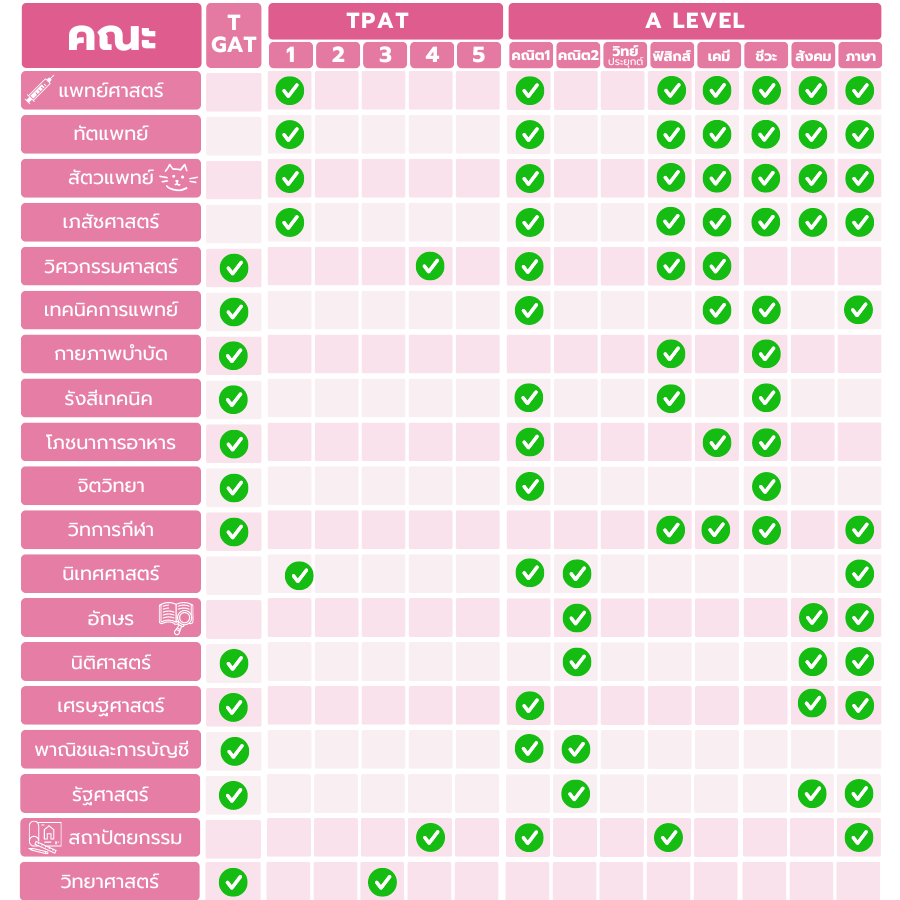 คณะ
T
GAT
TPAT
A LEVEL
1 2 3 4 5 คณิต1 คณิต2 วิทย์ ฟิสิกส์ เคมี ชีวะ สังคม ภาษา
ประยุกต์
แพทย์ศาสตร์
ทัตแพทย์
สัตวแพทย์
เภสัชศาสตร์
วิศวกรรมศาสตร์
เทคนิคการแพทย์
กายภาพบำบัด
รังสีเทคนิค
โภชนาการอาหาร
จิตวิทยา
วิทการกีฬา
นิเทศศาสตร์
อักษร
นิติศาสตร์
เศรษฐศาสตร์
พาณิชและการบัญชี
รัฐศาสตร์
สถาปัตยกรรม
วิทยาศาสตร์